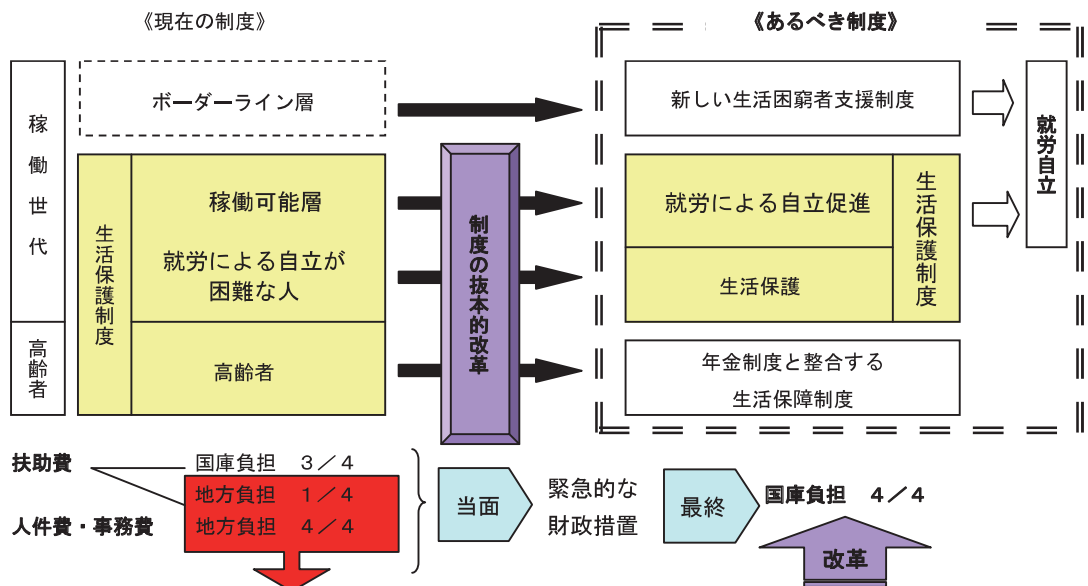 《現在の制度》
《あるべき制度》
稼働世代
高齢者
ボーダーライン層
生活保護制度
稼働可能層
就労による自立が
困難な人
高齢者
制度の抜本的改革
新しい生活困窮者支援制度
就労による自立促進
生活保護
生活保護制度
年金制度と整合する
生活保障制度
就労自立
扶助費
国庫負担 3/4
地方負担 1/4
人件費・事務費
地方負担 4/4
当面
緊急的な
財政措置
最終
国庫負担 4/4
改革